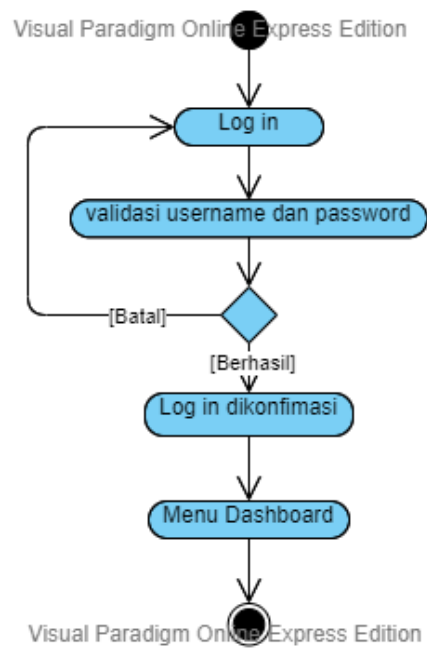 Visual Paradigm Online Express Edition
Log in
validasi username dan password
[Batal]
[Berhasil]
Log in dikonfimasi
Menu Dashboard
Visual Paradigm Online Express Edition